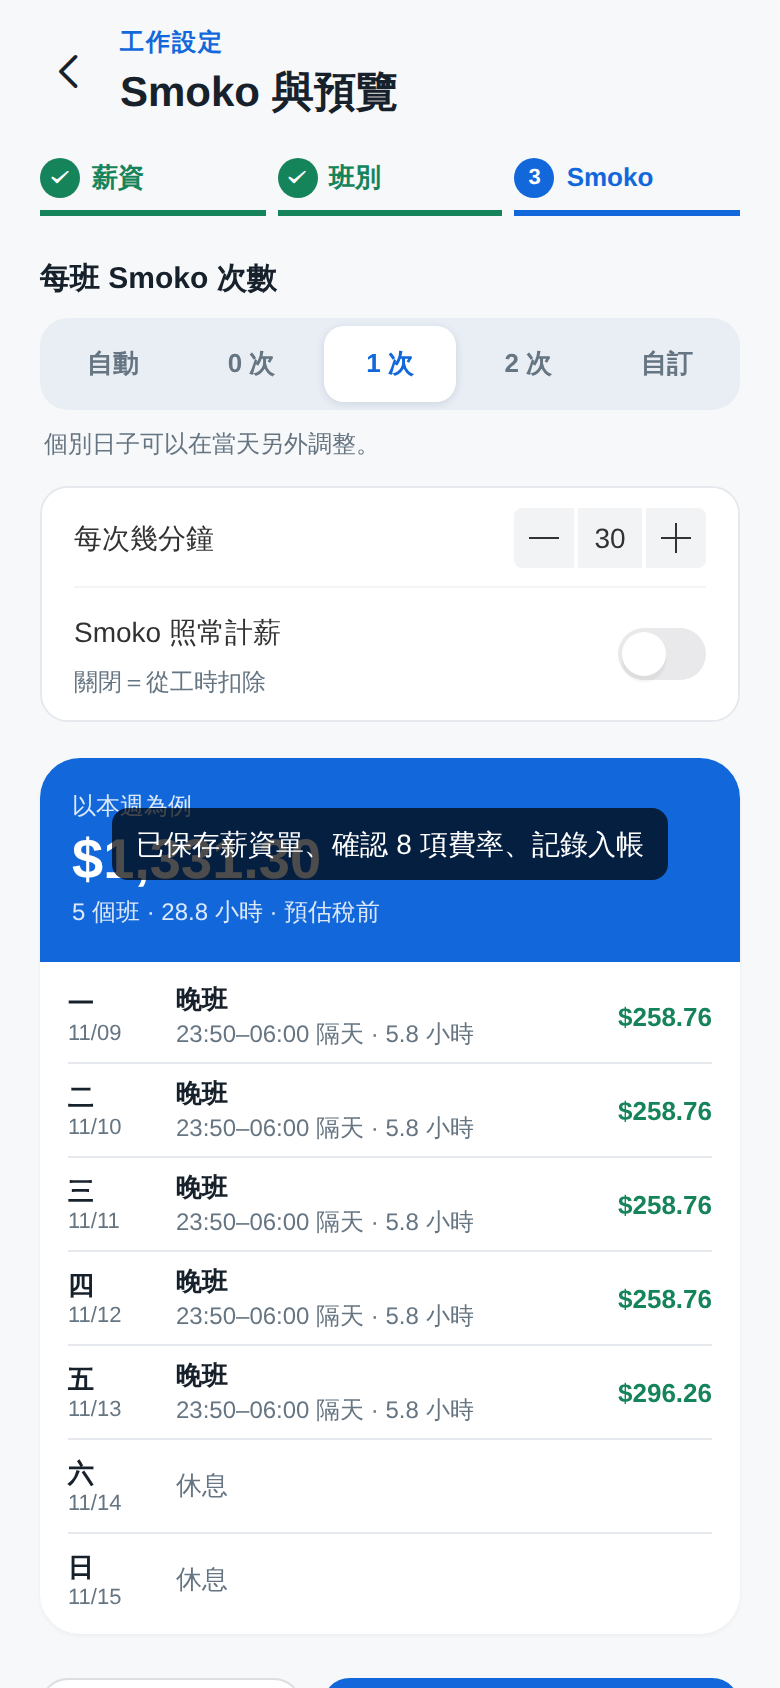 工作設定
Smoko 與預覽
薪資
班別
3 Smoko
每班 Smoko 次數
自動 0 次 1 次 2 次 自訂
個別日子可以在當天另外調整。
每次幾分鐘 30
Smoko 照常計薪
關閉＝從工時扣除
以本週為例
已保存薪資單、確認 8 項費率、記錄入帳
$1,331.30
5 個班 · 28.8 小時 · 預估稅前
一 晚班
11/09 23:50–06:00 隔天 · 5.8 小時 $258.76
二 晚班
11/10 23:50–06:00 隔天 · 5.8 小時 $258.76
三 晚班
11/11 23:50–06:00 隔天 · 5.8 小時 $258.76
四 晚班
11/12 23:50–06:00 隔天 · 5.8 小時 $258.76
五 晚班
11/13 23:50–06:00 隔天 · 5.8 小時 $296.26
六
11/14 休息
日
11/15 休息